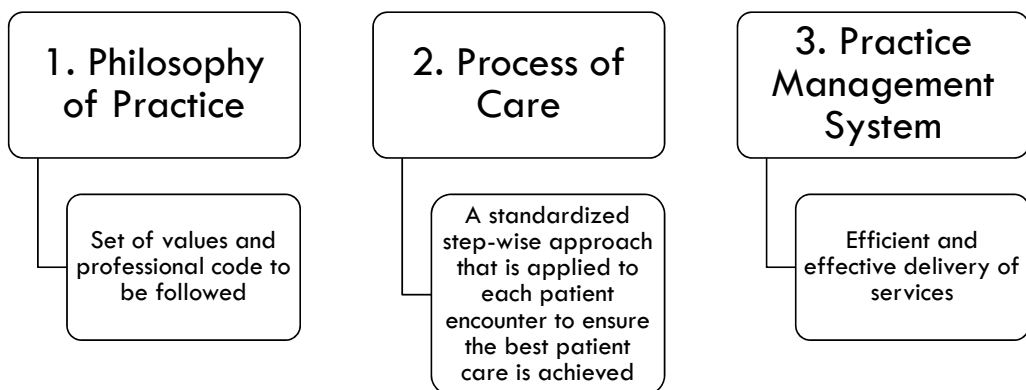 1. Philosophy
of Practice
Set of values and
professional code to
be followed
2. Process of
Care
A standardized
step-wise approach
that is applied to
each patient
encounter to ensure
the best patient
care is achieved
3. Practice
Management
System
Efficient and
effective delivery of
services